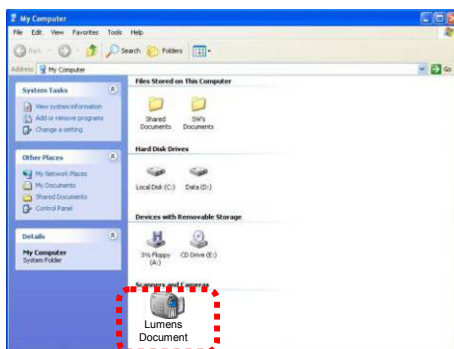 My Computer
File Edit View Favorites Tools Help
Back Search Folders
Address My Computer Go
System Tasks
View system information
Add or remove programs
Change a setting
Other Places
My Network Places
My Documents
Shared Documents
Control Panel
Details
My Computer
System Folder
Files Stored on This Computer
Shared Documents
SW's Documents
Hard Disk Drives
Local Disk (C:) Data (D:)
Devices with Removable Storage
3½ Floppy (A:)
CD Drive (E:)
Scanners and Cameras
Lumens
Document